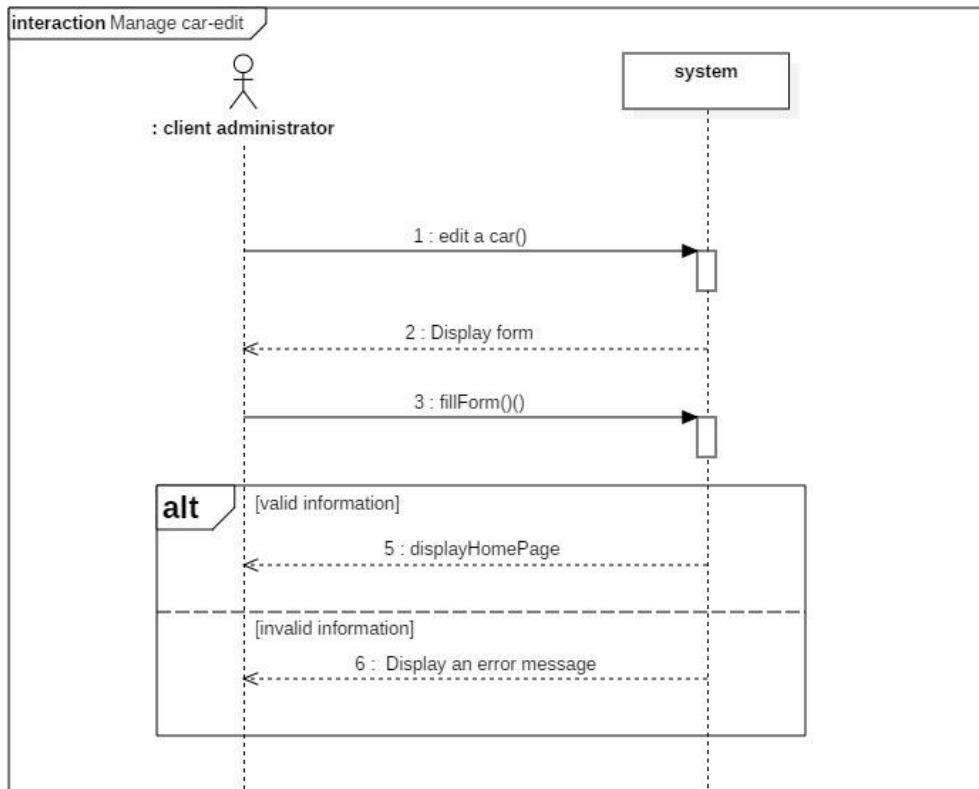 interaction Manage car-edit
system
: client administrator
1 : edit a car()
2 : Display form
3 : fillForm()()
alt
[valid information]
5 : displayHomePage
[invalid information]
6 : Display an error message